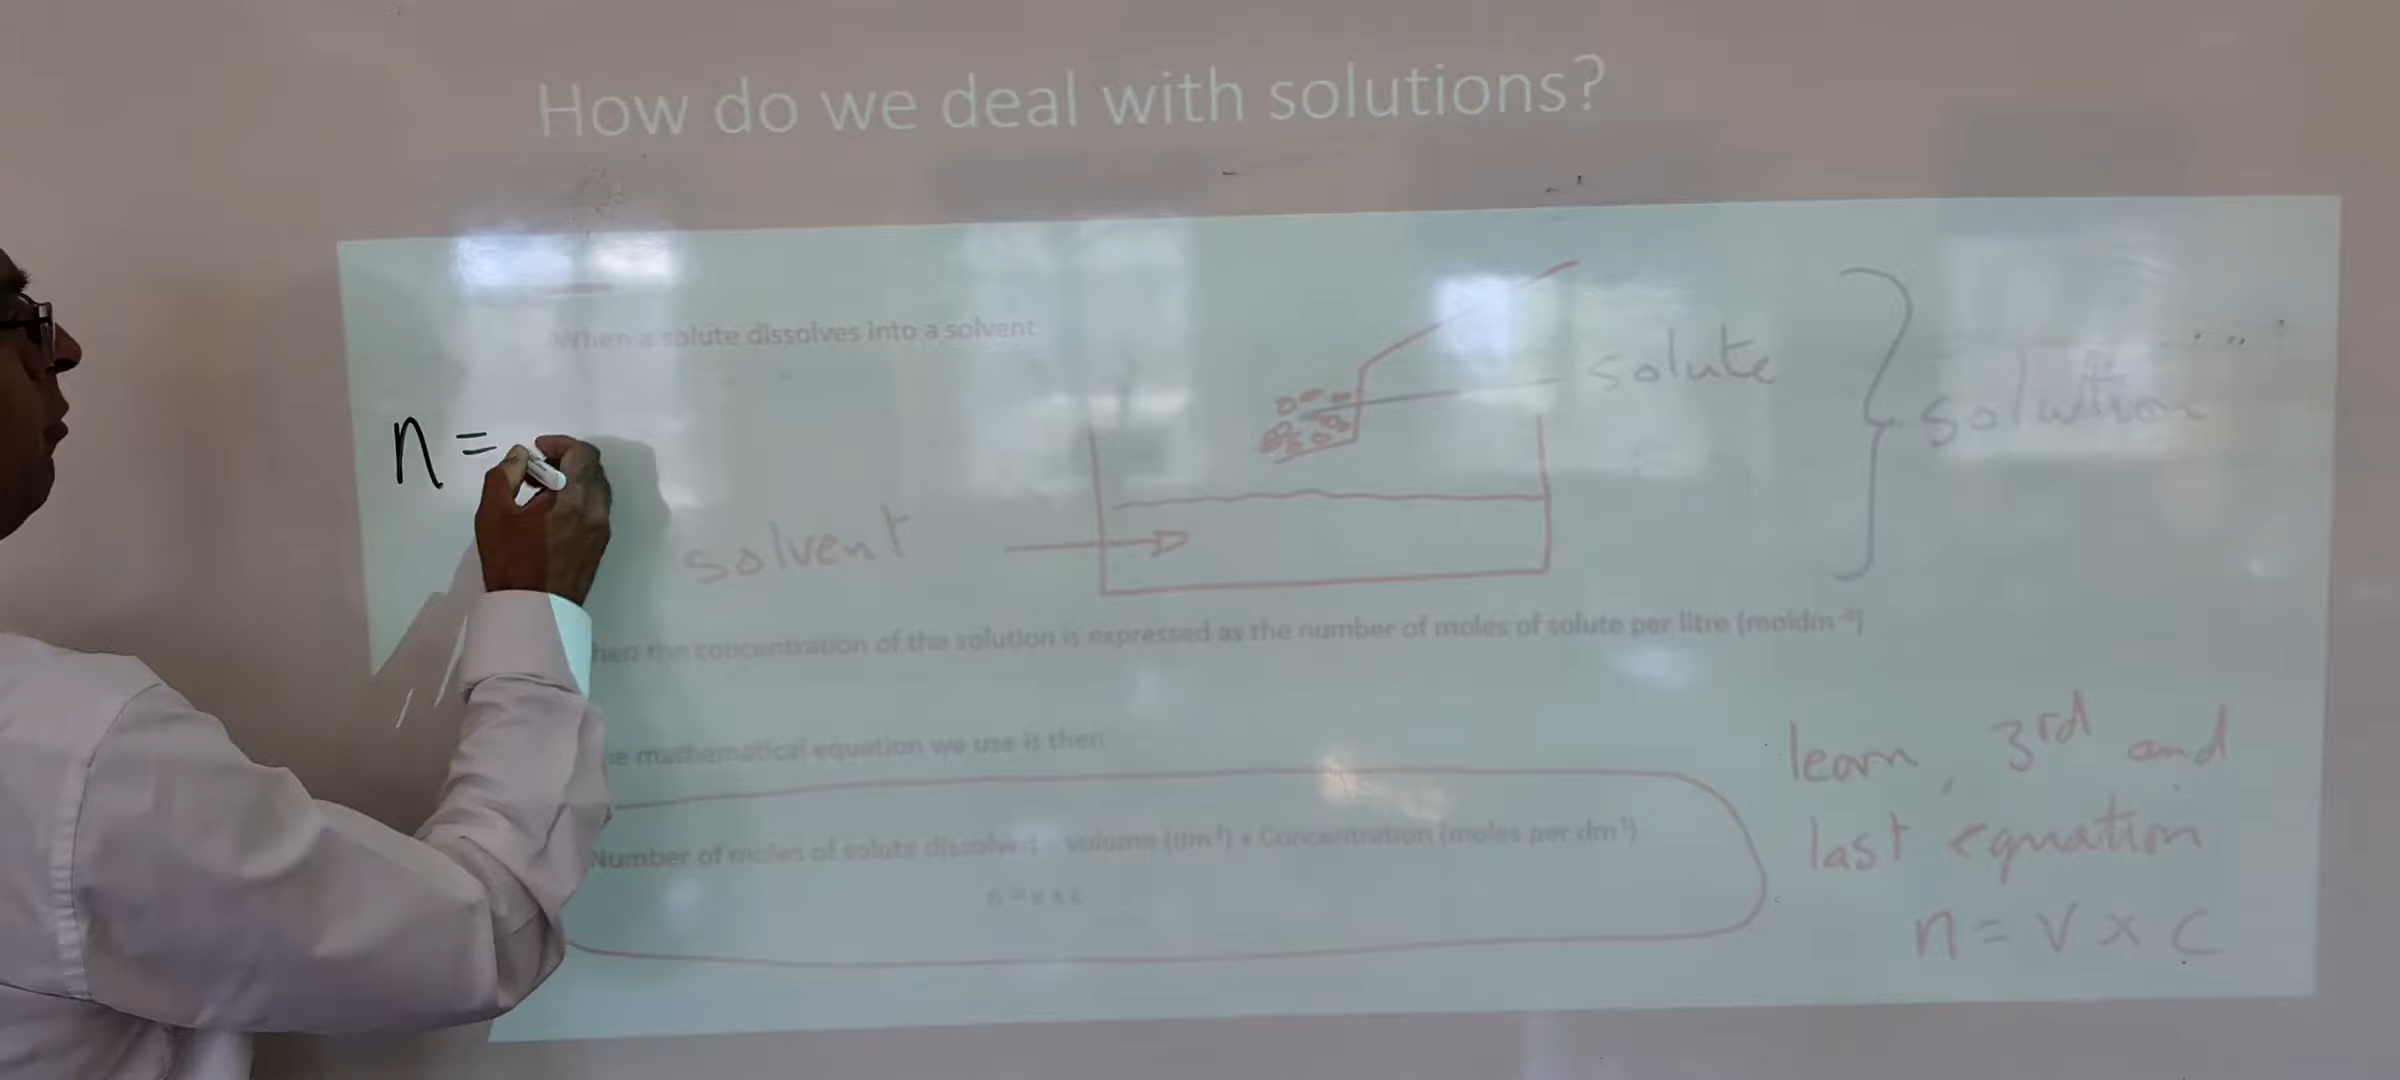 How do we deal with solutions?
When a solute dissolves into a solvent
solute
solution
n =
solvent
hen the concentration of the solution is expressed as the number of moles of solute per litre (moldm⁻³)
learn, 3rd and
last equation
n = v x c
e mathematical equation we use is then
Number of moles of solute dissolved = volume (dm³) x Concentration (moles per dm³)
n = v x c